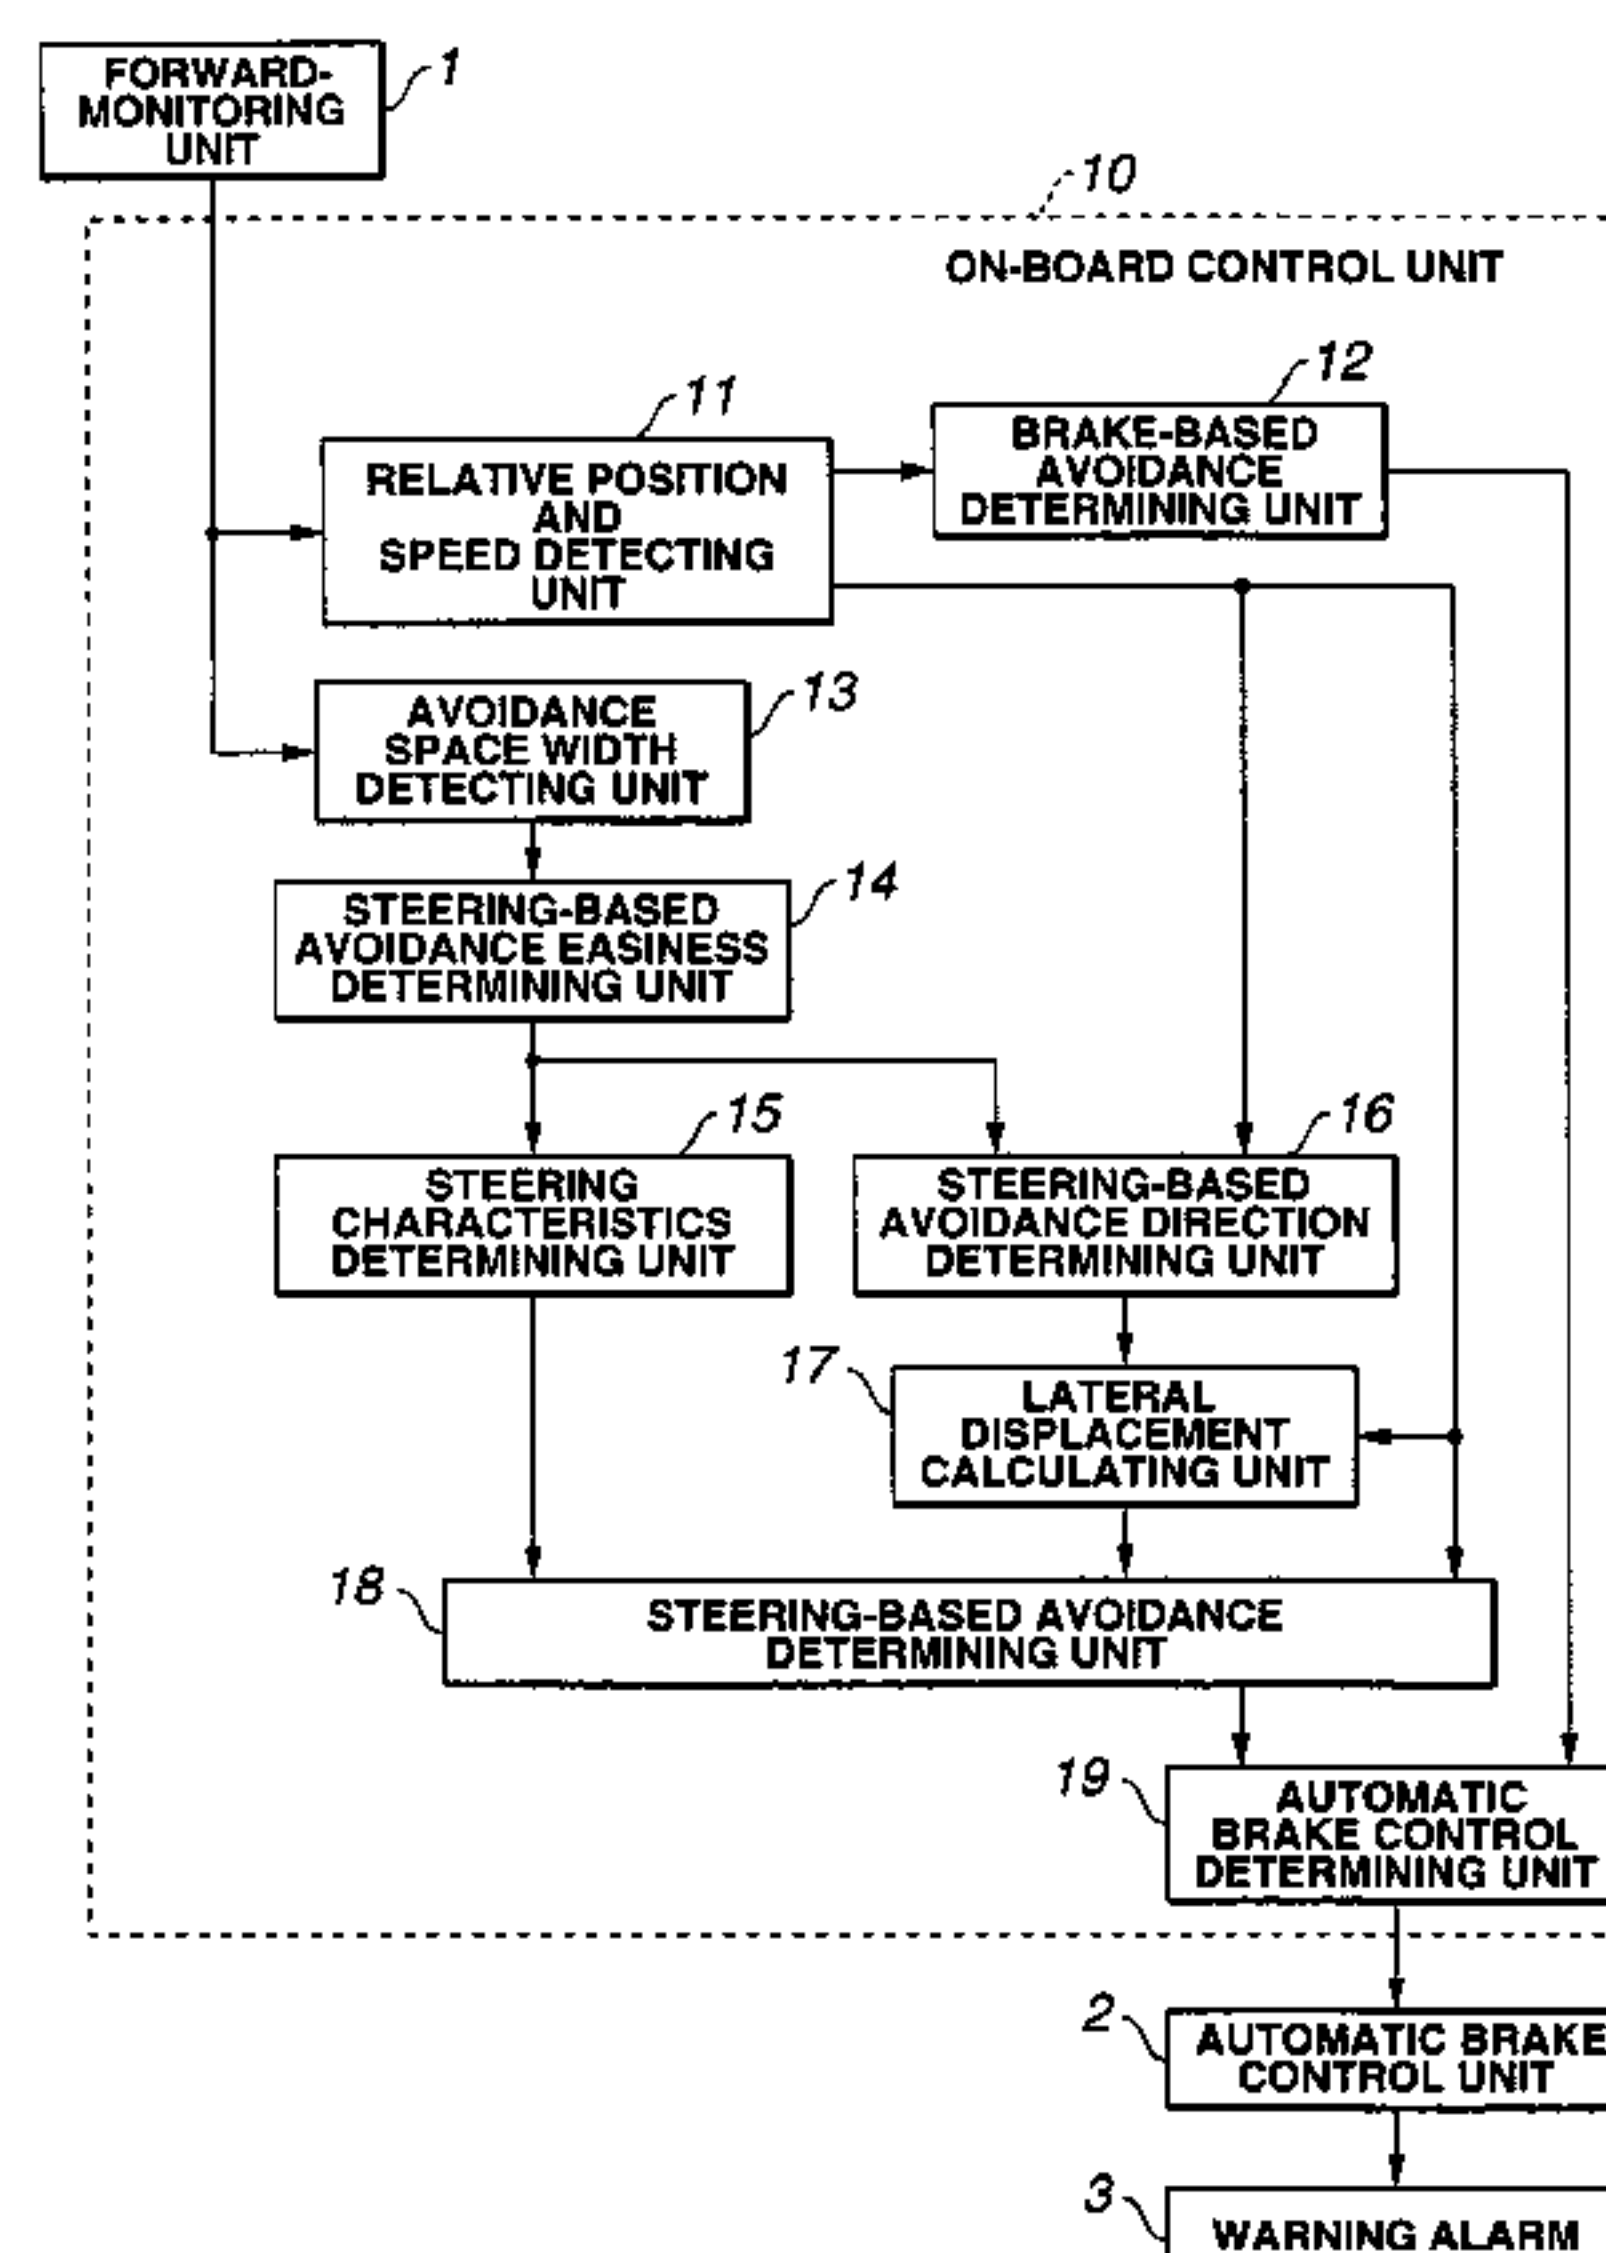 FORWARD-
MONITORING
UNIT
1
10
ON-BOARD CONTROL UNIT
11
RELATIVE POSITION
AND
SPEED DETECTING
UNIT
12
BRAKE-BASED
AVOIDANCE
DETERMINING UNIT
13
AVOIDANCE
SPACE WIDTH
DETECTING UNIT
14
STEERING-BASED
AVOIDANCE EASINESS
DETERMINING UNIT
15
STEERING
CHARACTERISTICS
DETERMINING UNIT
16
STEERING-BASED
AVOIDANCE DIRECTION
DETERMINING UNIT
17
LATERAL
DISPLACEMENT
CALCULATING UNIT
18
STEERING-BASED AVOIDANCE
DETERMINING UNIT
19
AUTOMATIC
BRAKE CONTROL
DETERMINING UNIT
2
AUTOMATIC BRAKE
CONTROL UNIT
3
WARNING ALARM